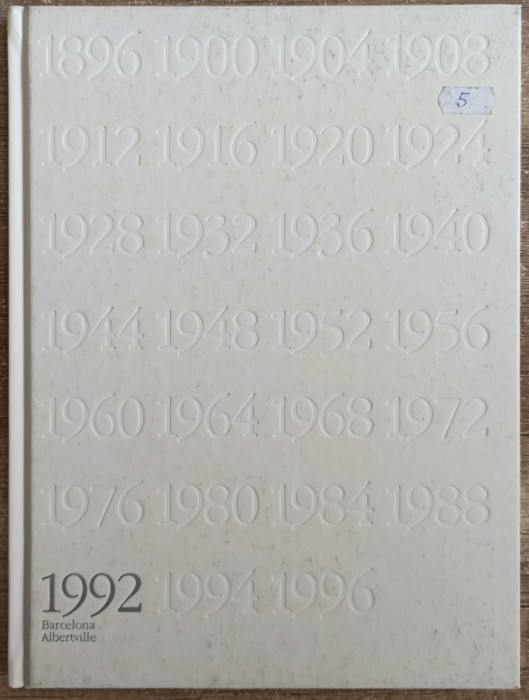 1896 1900 1904 1908
5
1912 1916 1920 1924
1928 1932 1936 1940
1944 1948 1952 1956
1960 1964 1968 1972
1976 1980 1984 1988
1992 1994 1996
Barcelona
Albertville